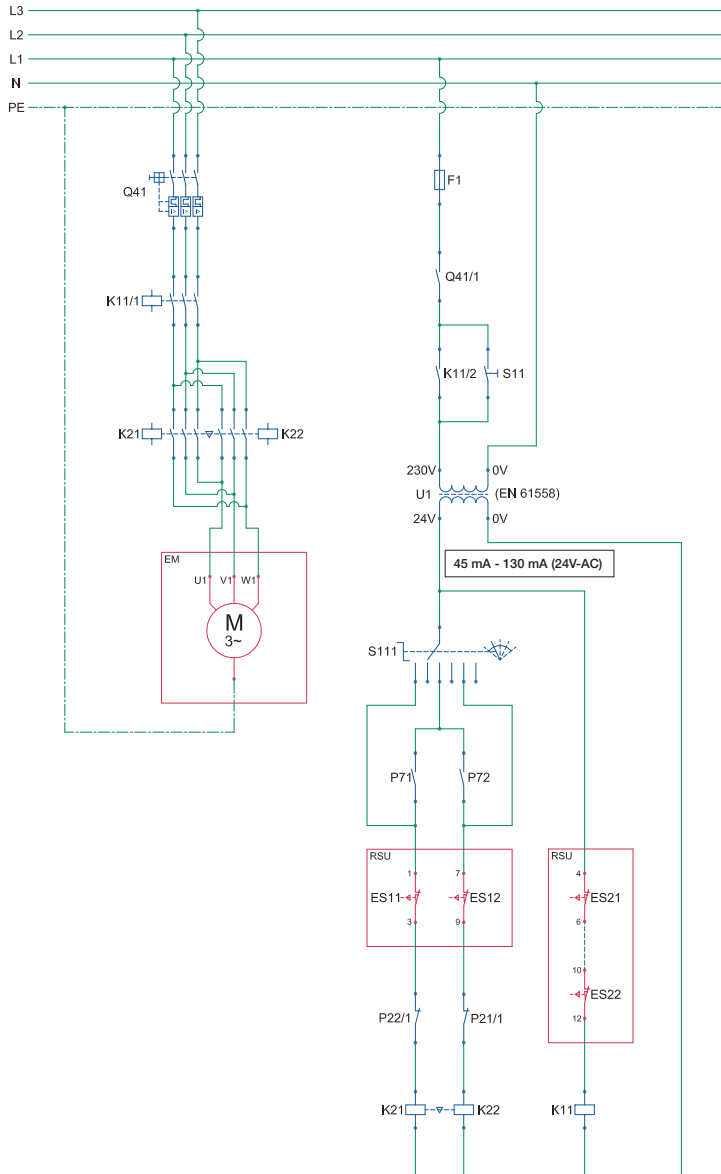 L3
L2
L1
N
PE
Q41
F1
Q41/1
K11/1
K11/2
S11
K21
K22
230V
0V
U1
(EN 61558)
24V
0V
EM
45 mA - 130 mA (24V-AC)
U1
V1
W1
M
3~
S111
P71
P72
RSU
RSU
1
7
4
ES11
ES12
ES21
3
9
6
10
ES22
12
P22/1
P21/1
K21
K22
K11